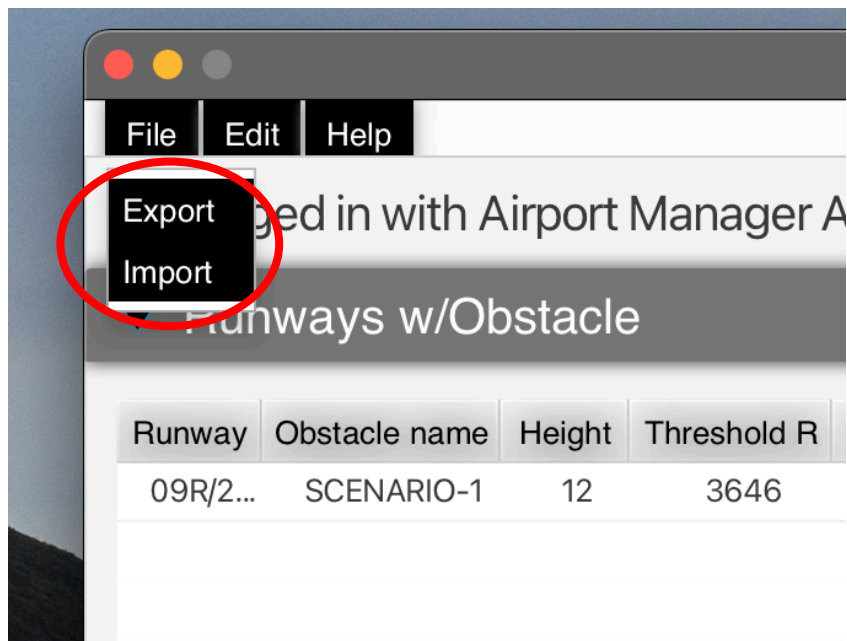 File Edit Help
Export
Import
ged in with Airport Manager A
Runways w/Obstacle
Runway Obstacle name Height Threshold R
09R/2... SCENARIO-1 12 3646